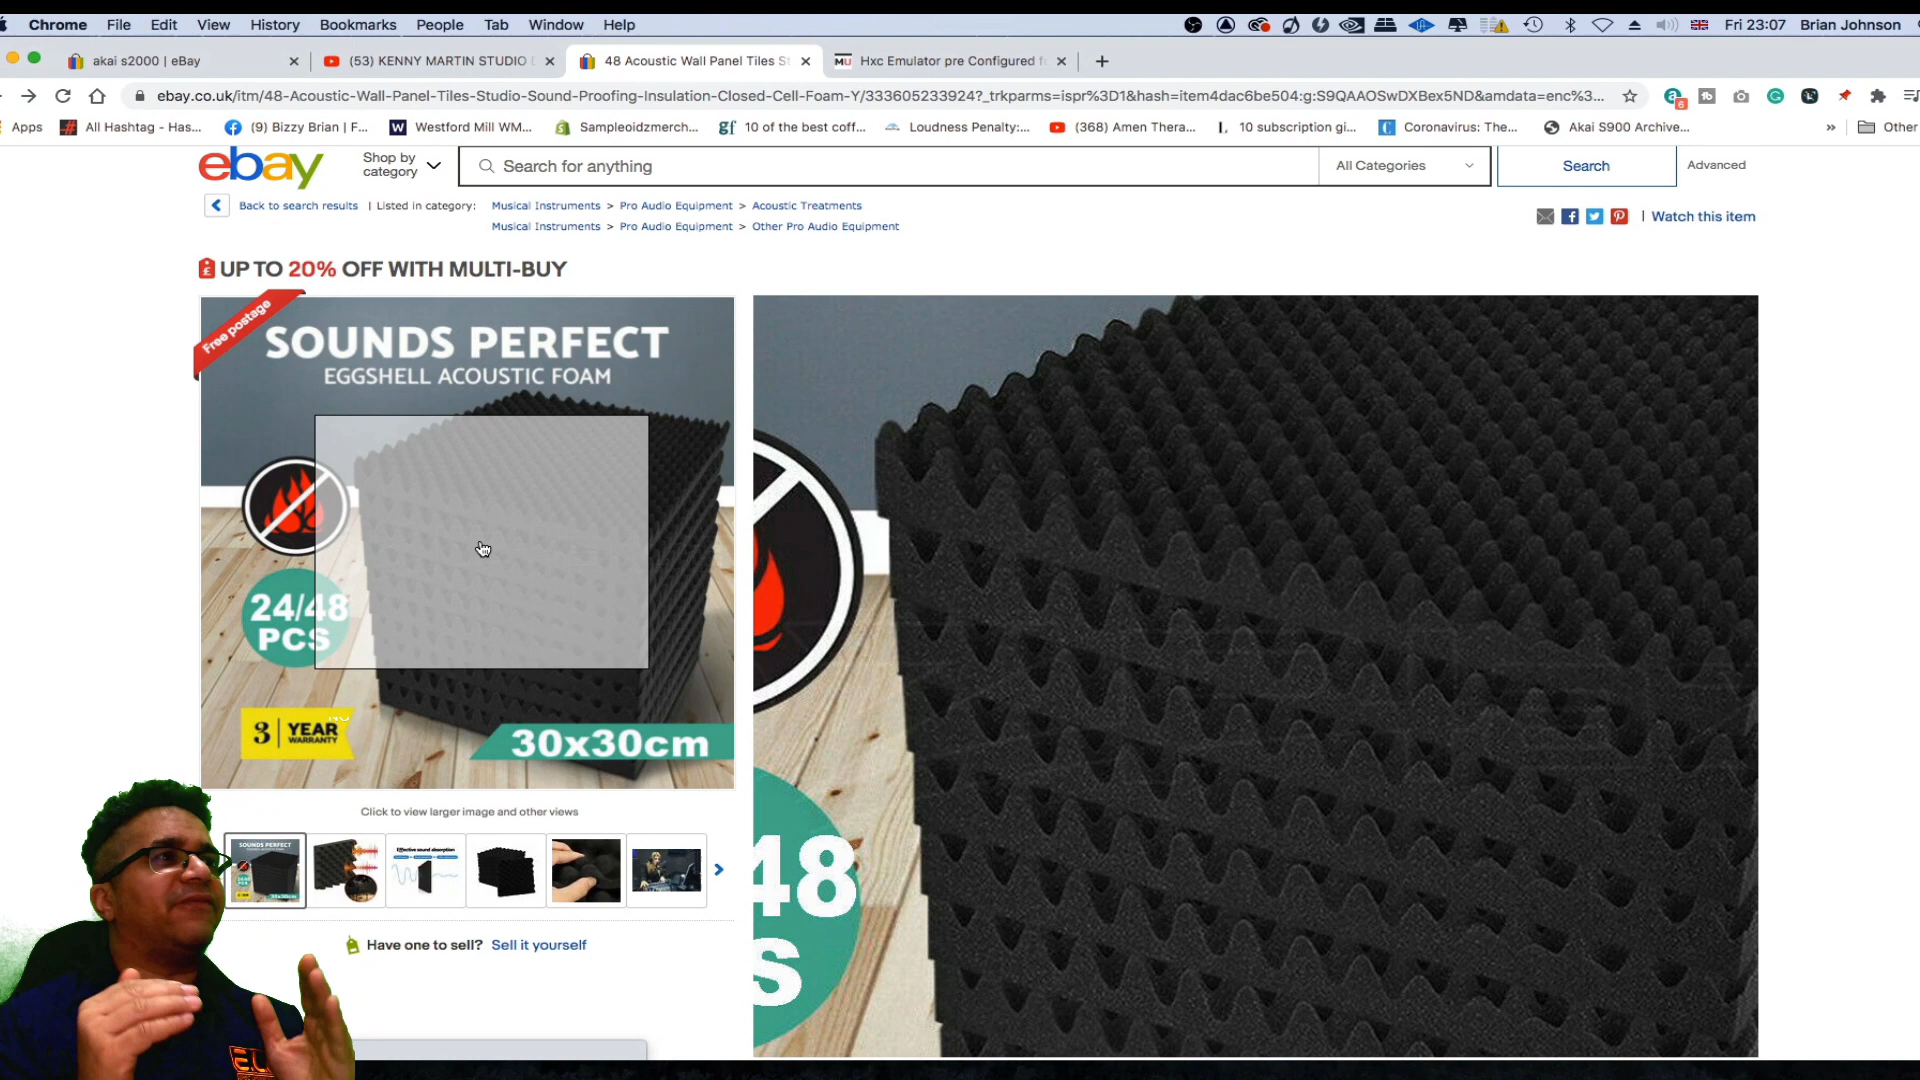 Chrome File Edit View History Bookmarks People Tab Window Help Fri 23:07 Brian Johnson
akai s2000 | eBay (53) KENNY MARTIN STUDIO 48 Acoustic Wall Panel Tiles St Hxc Emulator pre Configured f
ebay.co.uk/itm/48-Acoustic-Wall-Panel-Tiles-Studio-Sound-Proofing-Insulation-Closed-Cell-Foam-Y/333605233924?_trkparms=ispr%3D1&hash=item4dac6be504:g:S9QAAOSwDXBex5ND&amdata=enc%3...
Apps All Hashtag - Has... (9) Bizzy Brian | F... Westford Mill WM... Sampleoidzmerch... gf 10 of the best coff... Loudness Penalty:... (368) Amen Thera... 10 subscription gi... Coronavirus: The... Akai S900 Archive... » Other
ebay Shop by category Search for anything All Categories Search Advanced
Back to search results | Listed in category: Musical Instruments > Pro Audio Equipment > Acoustic Treatments
Musical Instruments > Pro Audio Equipment > Other Pro Audio Equipment
| Watch this item
UP TO 20% OFF WITH MULTI-BUY
Free postage
SOUNDS PERFECT
EGGSHELL ACOUSTIC FOAM
24/48
PCS
3 YEAR
WARRANTY
30x30cm
48
S
Click to view larger image and other views
SOUNDS PERFECT
Effective sound absorption
Have one to sell? Sell it yourself